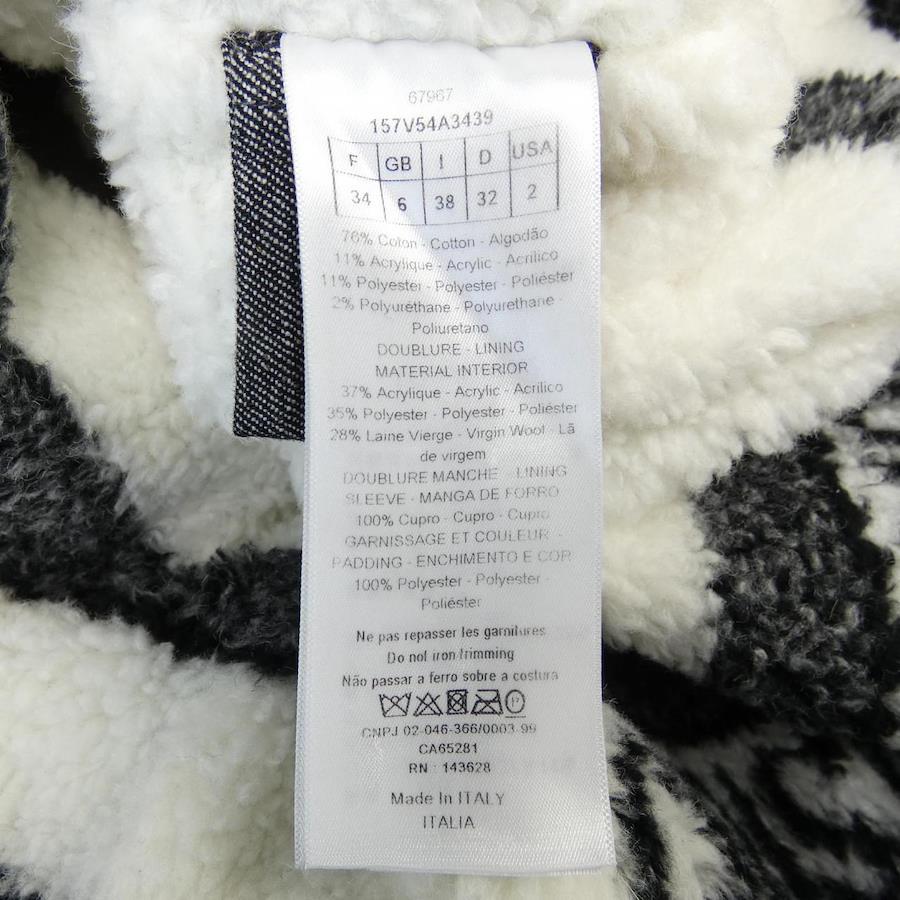 67967
157V54A3439
F GB I D USA
34 6 38 32 2
76% Coton - Cotton - Algodão
11% Acrylique - Acrylic - Acrílico
11% Polyester - Polyester - Poliéster
2% Polyuréthane - Polyurethane -
Poliuretano
DOUBLURE - LINING
MATERIAL INTERIOR
37% Acrylique - Acrylic - Acrílico
35% Polyester - Polyester - Poliéster
28% Laine Vierge - Virgin Wool - Lã
de virgem
DOUBLURE MANCHE - LINING
SLEEVE - MANGA DE FORRO
100% Cupro - Cupro - Cupro
GARNISSAGE ET COULEUR -
PADDING - ENCHIMENTO E COR
100% Polyester - Polyester -
Poliéster
Ne pas repasser les garnitures
Do not iron trimming
Não passar a ferro sobre a costura
CNPJ 02-046-366/0003-99
CA65281
RN : 143628
Made In ITALY
ITALIA